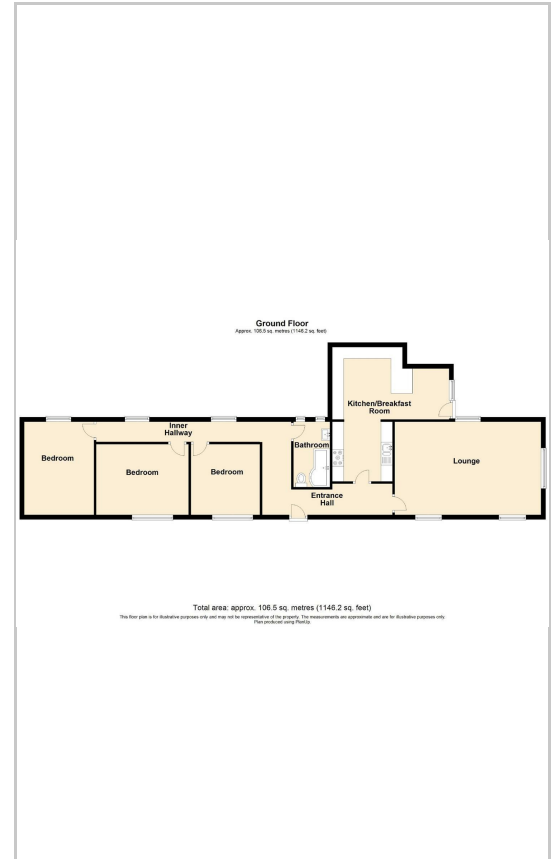 Ground Floor
Approx. 106.5 sq. metres (1146.2 sq. feet)
Kitchen/Breakfast
Room
Inner
Hallway
Bathroom
Bedroom
Bedroom
Bedroom
Lounge
Entrance
Hall
Total area: approx. 106.5 sq. metres (1146.2 sq. feet)
This floor plan is for illustrative purposes only and may not be representative of the property. The measurements are approximate and are for illustrative purposes only.
Plan produced using PlanUp.